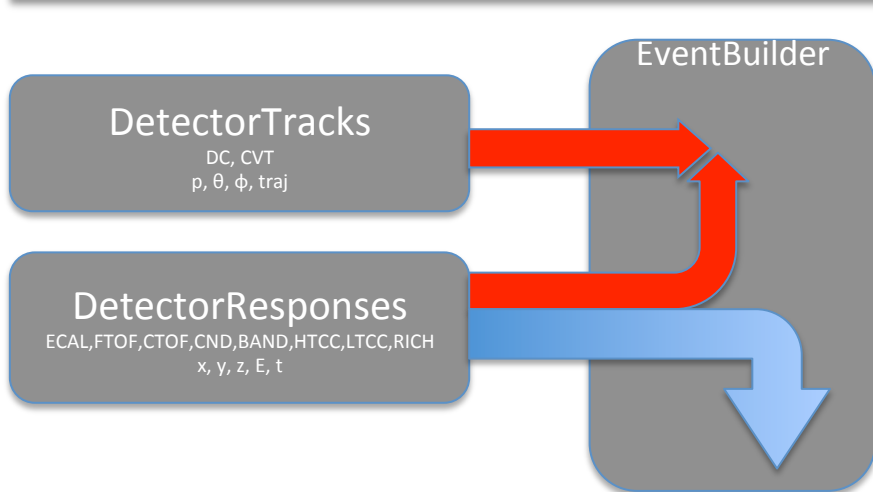 EventBuilder
DetectorTracks
DC, CVT
p, θ, ϕ, traj
DetectorResponses
ECAL,FTOF,CTOF,CND,BAND,HTCC,LTCC,RICH
x, y, z, E, t